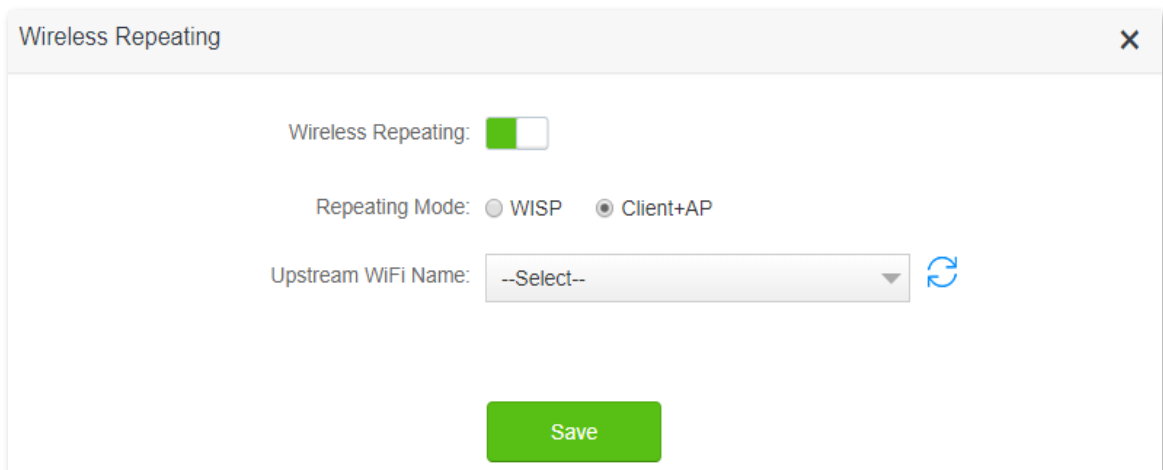 Wireless Repeating
Wireless Repeating:
Repeating Mode: WISP Client+AP
Upstream WiFi Name: --Select--
Save